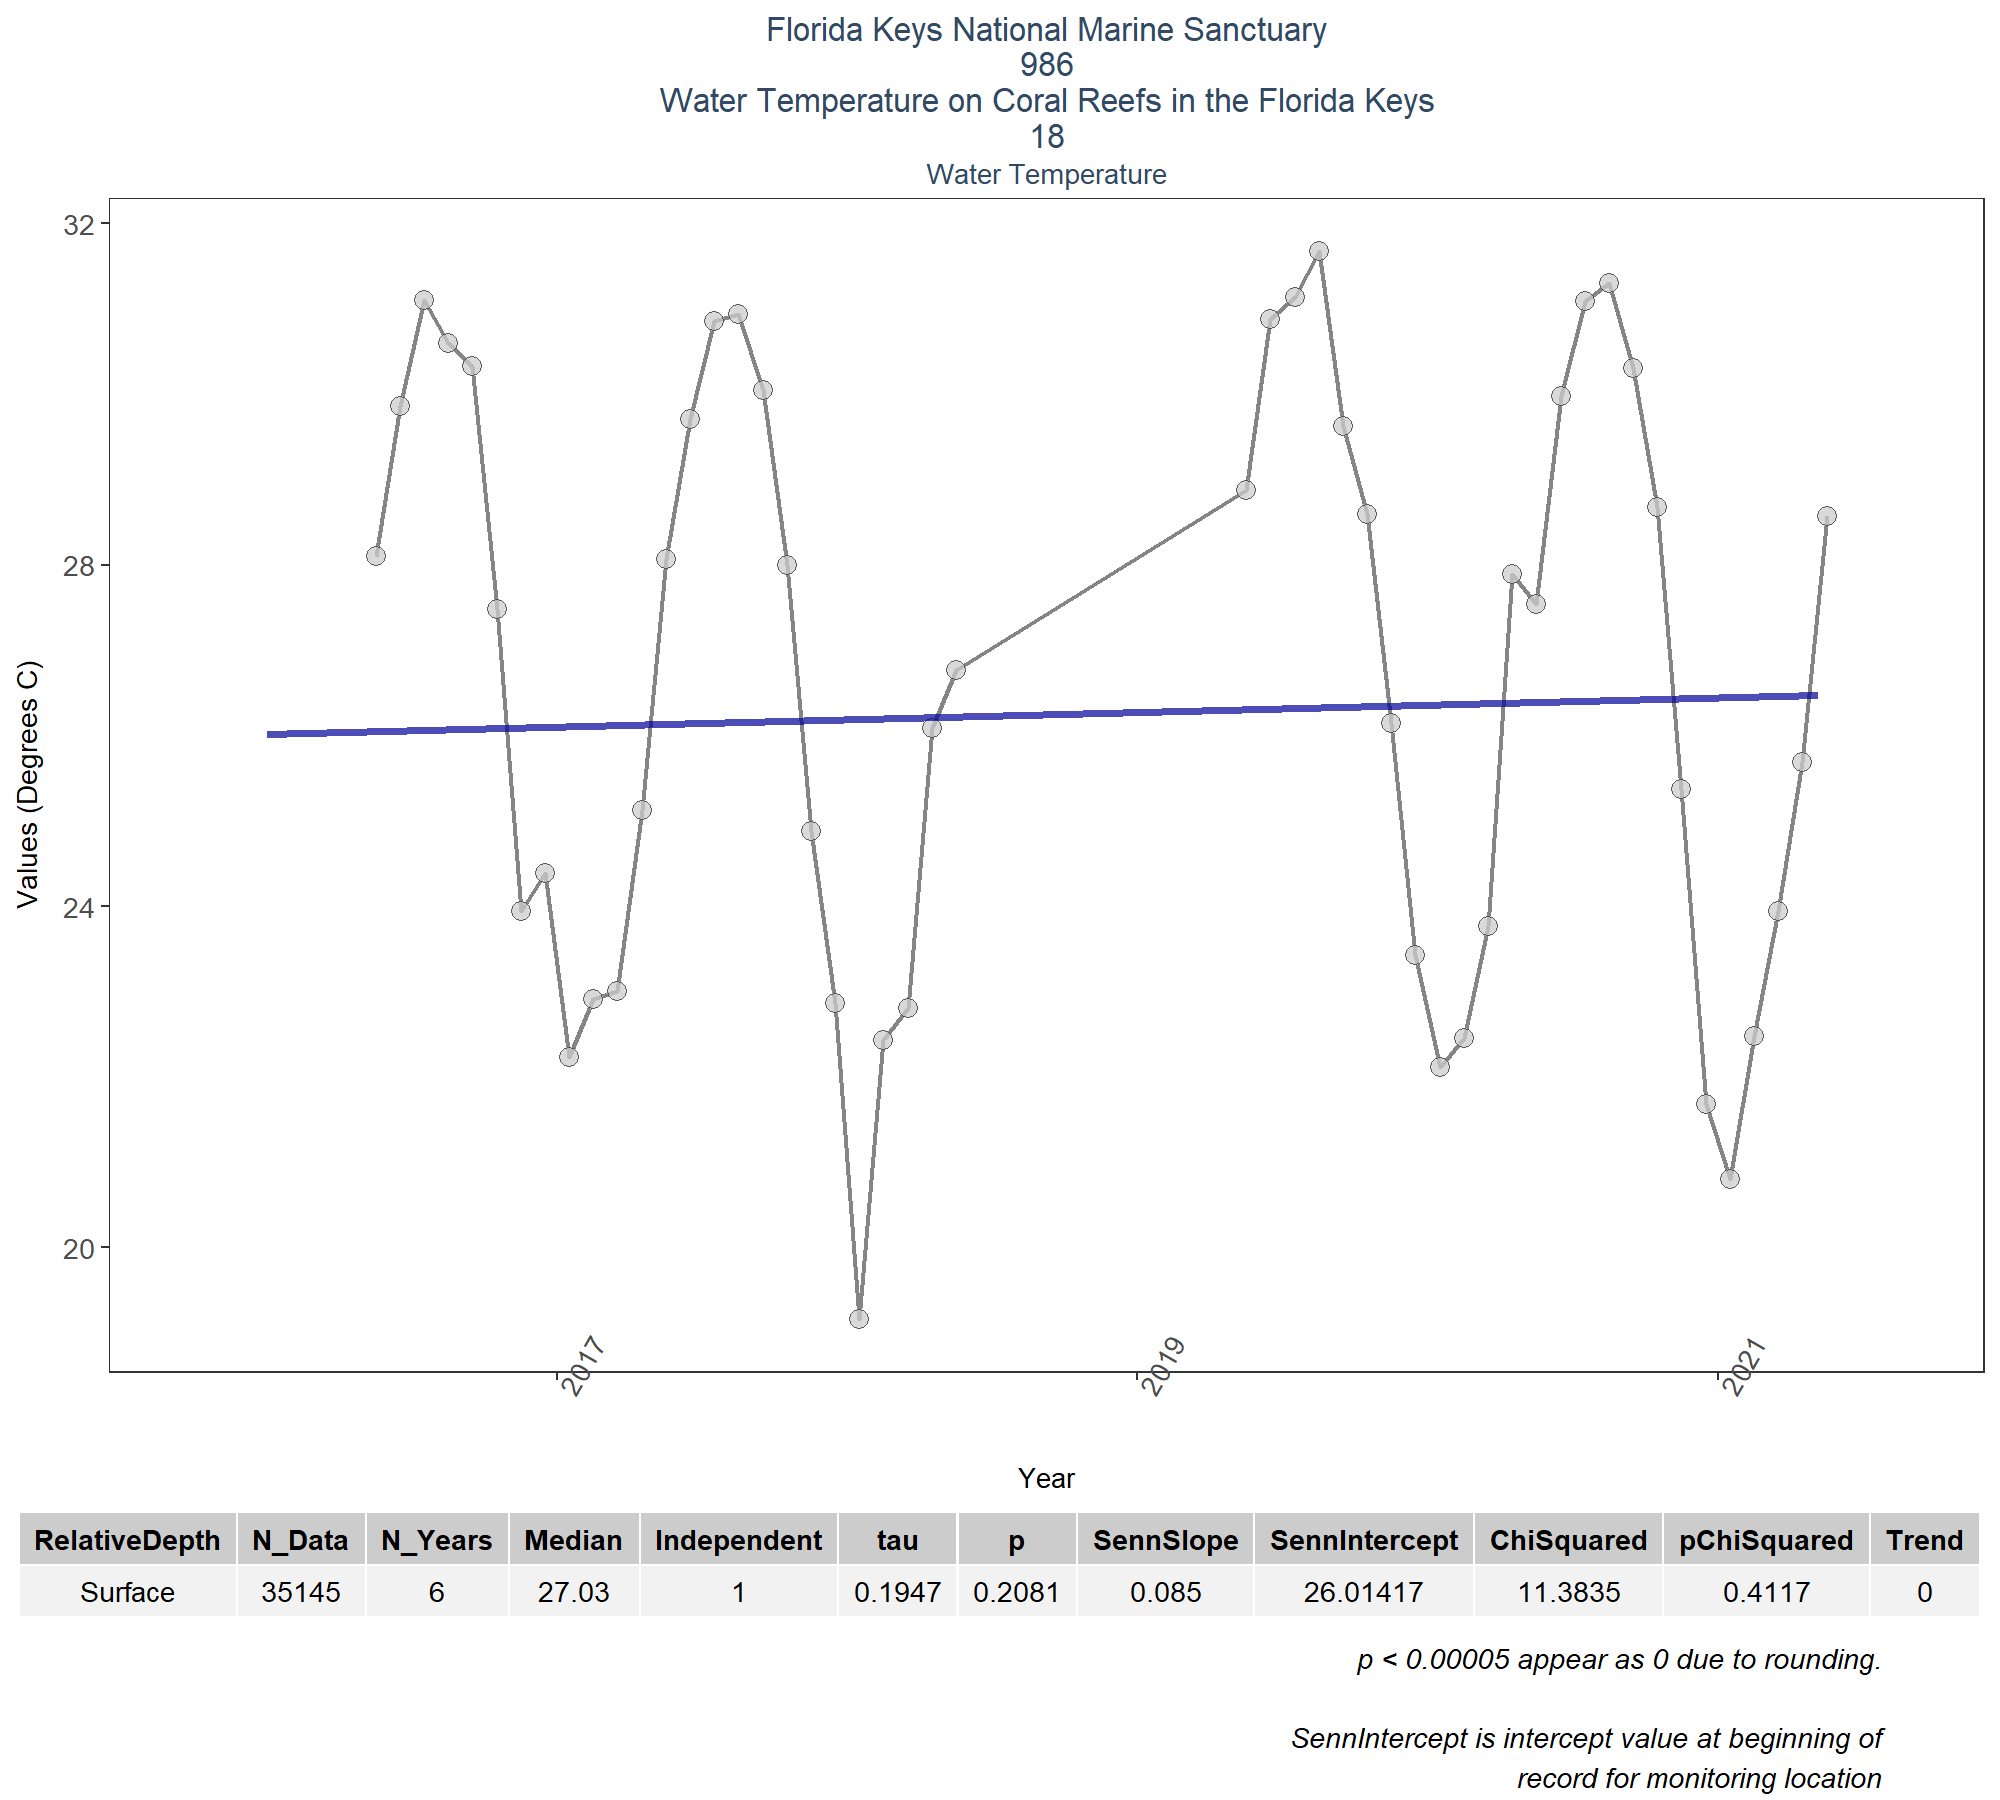 Florida Keys National Marine Sanctuary
986
Water Temperature on Coral Reefs in the Florida Keys
18
Water Temperature
32
28
24
20
Values (Degrees C)
2017 2019 2021
Year
RelativeDepth N_Data N_Years Median Independent tau p SennSlope SennIntercept ChiSquared pChiSquared Trend
Surface 35145 6 27.03 1 0.1947 0.2081 0.085 26.01417 11.3835 0.4117 0
p < 0.00005 appear as 0 due to rounding.
SennIntercept is intercept value at beginning of
record for monitoring location